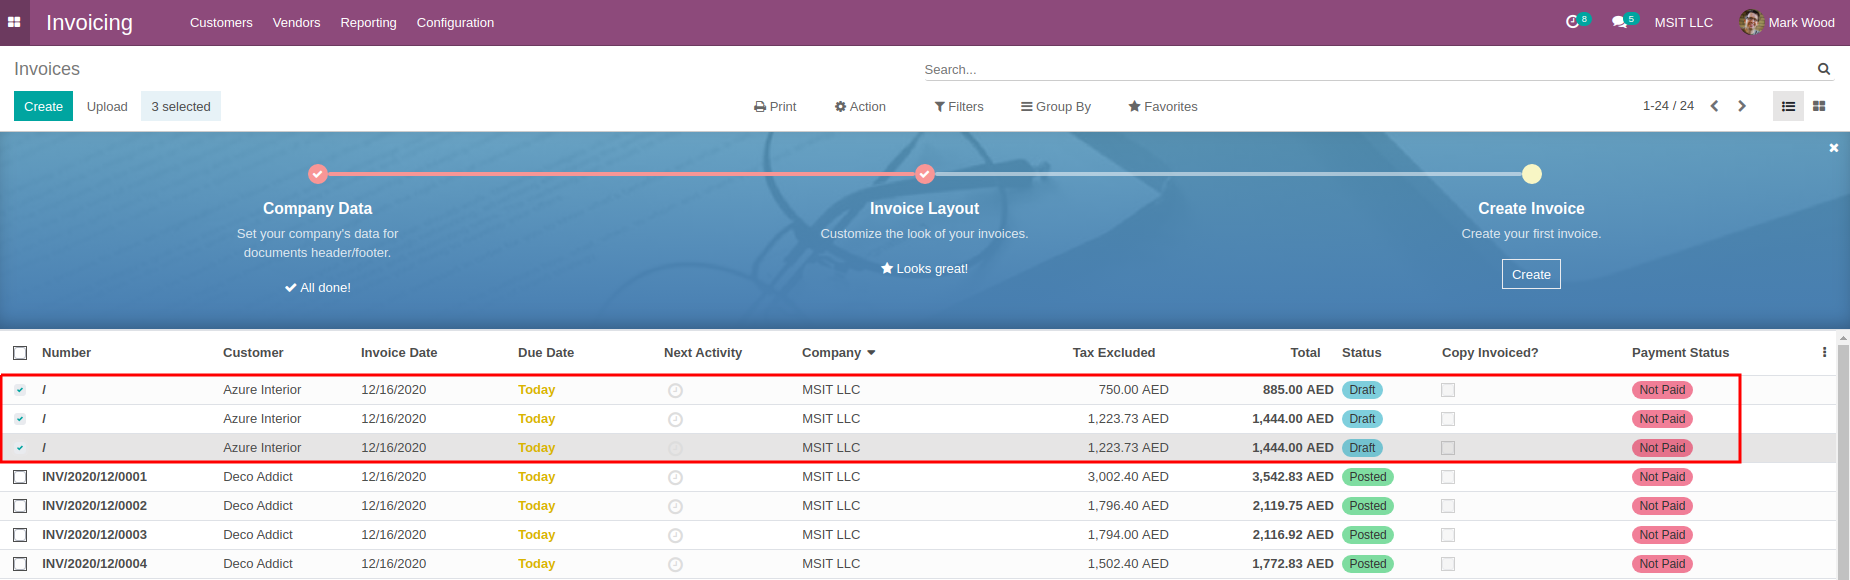 Invoicing Customers Vendors Reporting Configuration 8 5 MSIT LLC Mark Wood
Invoices Search...
Create Upload 3 selected Print Action Filters Group By Favorites 1-24 / 24
Company Data
Set your company's data for
documents header/footer.
All done!
Invoice Layout
Customize the look of your invoices.
Looks great!
Create Invoice
Create your first invoice.
Create
Number Customer Invoice Date Due Date Next Activity Company Tax Excluded Total Status Copy Invoiced? Payment Status
/ Azure Interior 12/16/2020 Today MSIT LLC 750.00 AED 885.00 AED Draft Not Paid
/ Azure Interior 12/16/2020 Today MSIT LLC 1,223.73 AED 1,444.00 AED Draft Not Paid
/ Azure Interior 12/16/2020 Today MSIT LLC 1,223.73 AED 1,444.00 AED Draft Not Paid
INV/2020/12/0001 Deco Addict 12/16/2020 Today MSIT LLC 3,002.40 AED 3,542.83 AED Posted Not Paid
INV/2020/12/0002 Deco Addict 12/16/2020 Today MSIT LLC 1,796.40 AED 2,119.75 AED Posted Not Paid
INV/2020/12/0003 Deco Addict 12/16/2020 Today MSIT LLC 1,794.00 AED 2,116.92 AED Posted Not Paid
INV/2020/12/0004 Deco Addict 12/16/2020 Today MSIT LLC 1,502.40 AED 1,772.83 AED Posted Not Paid